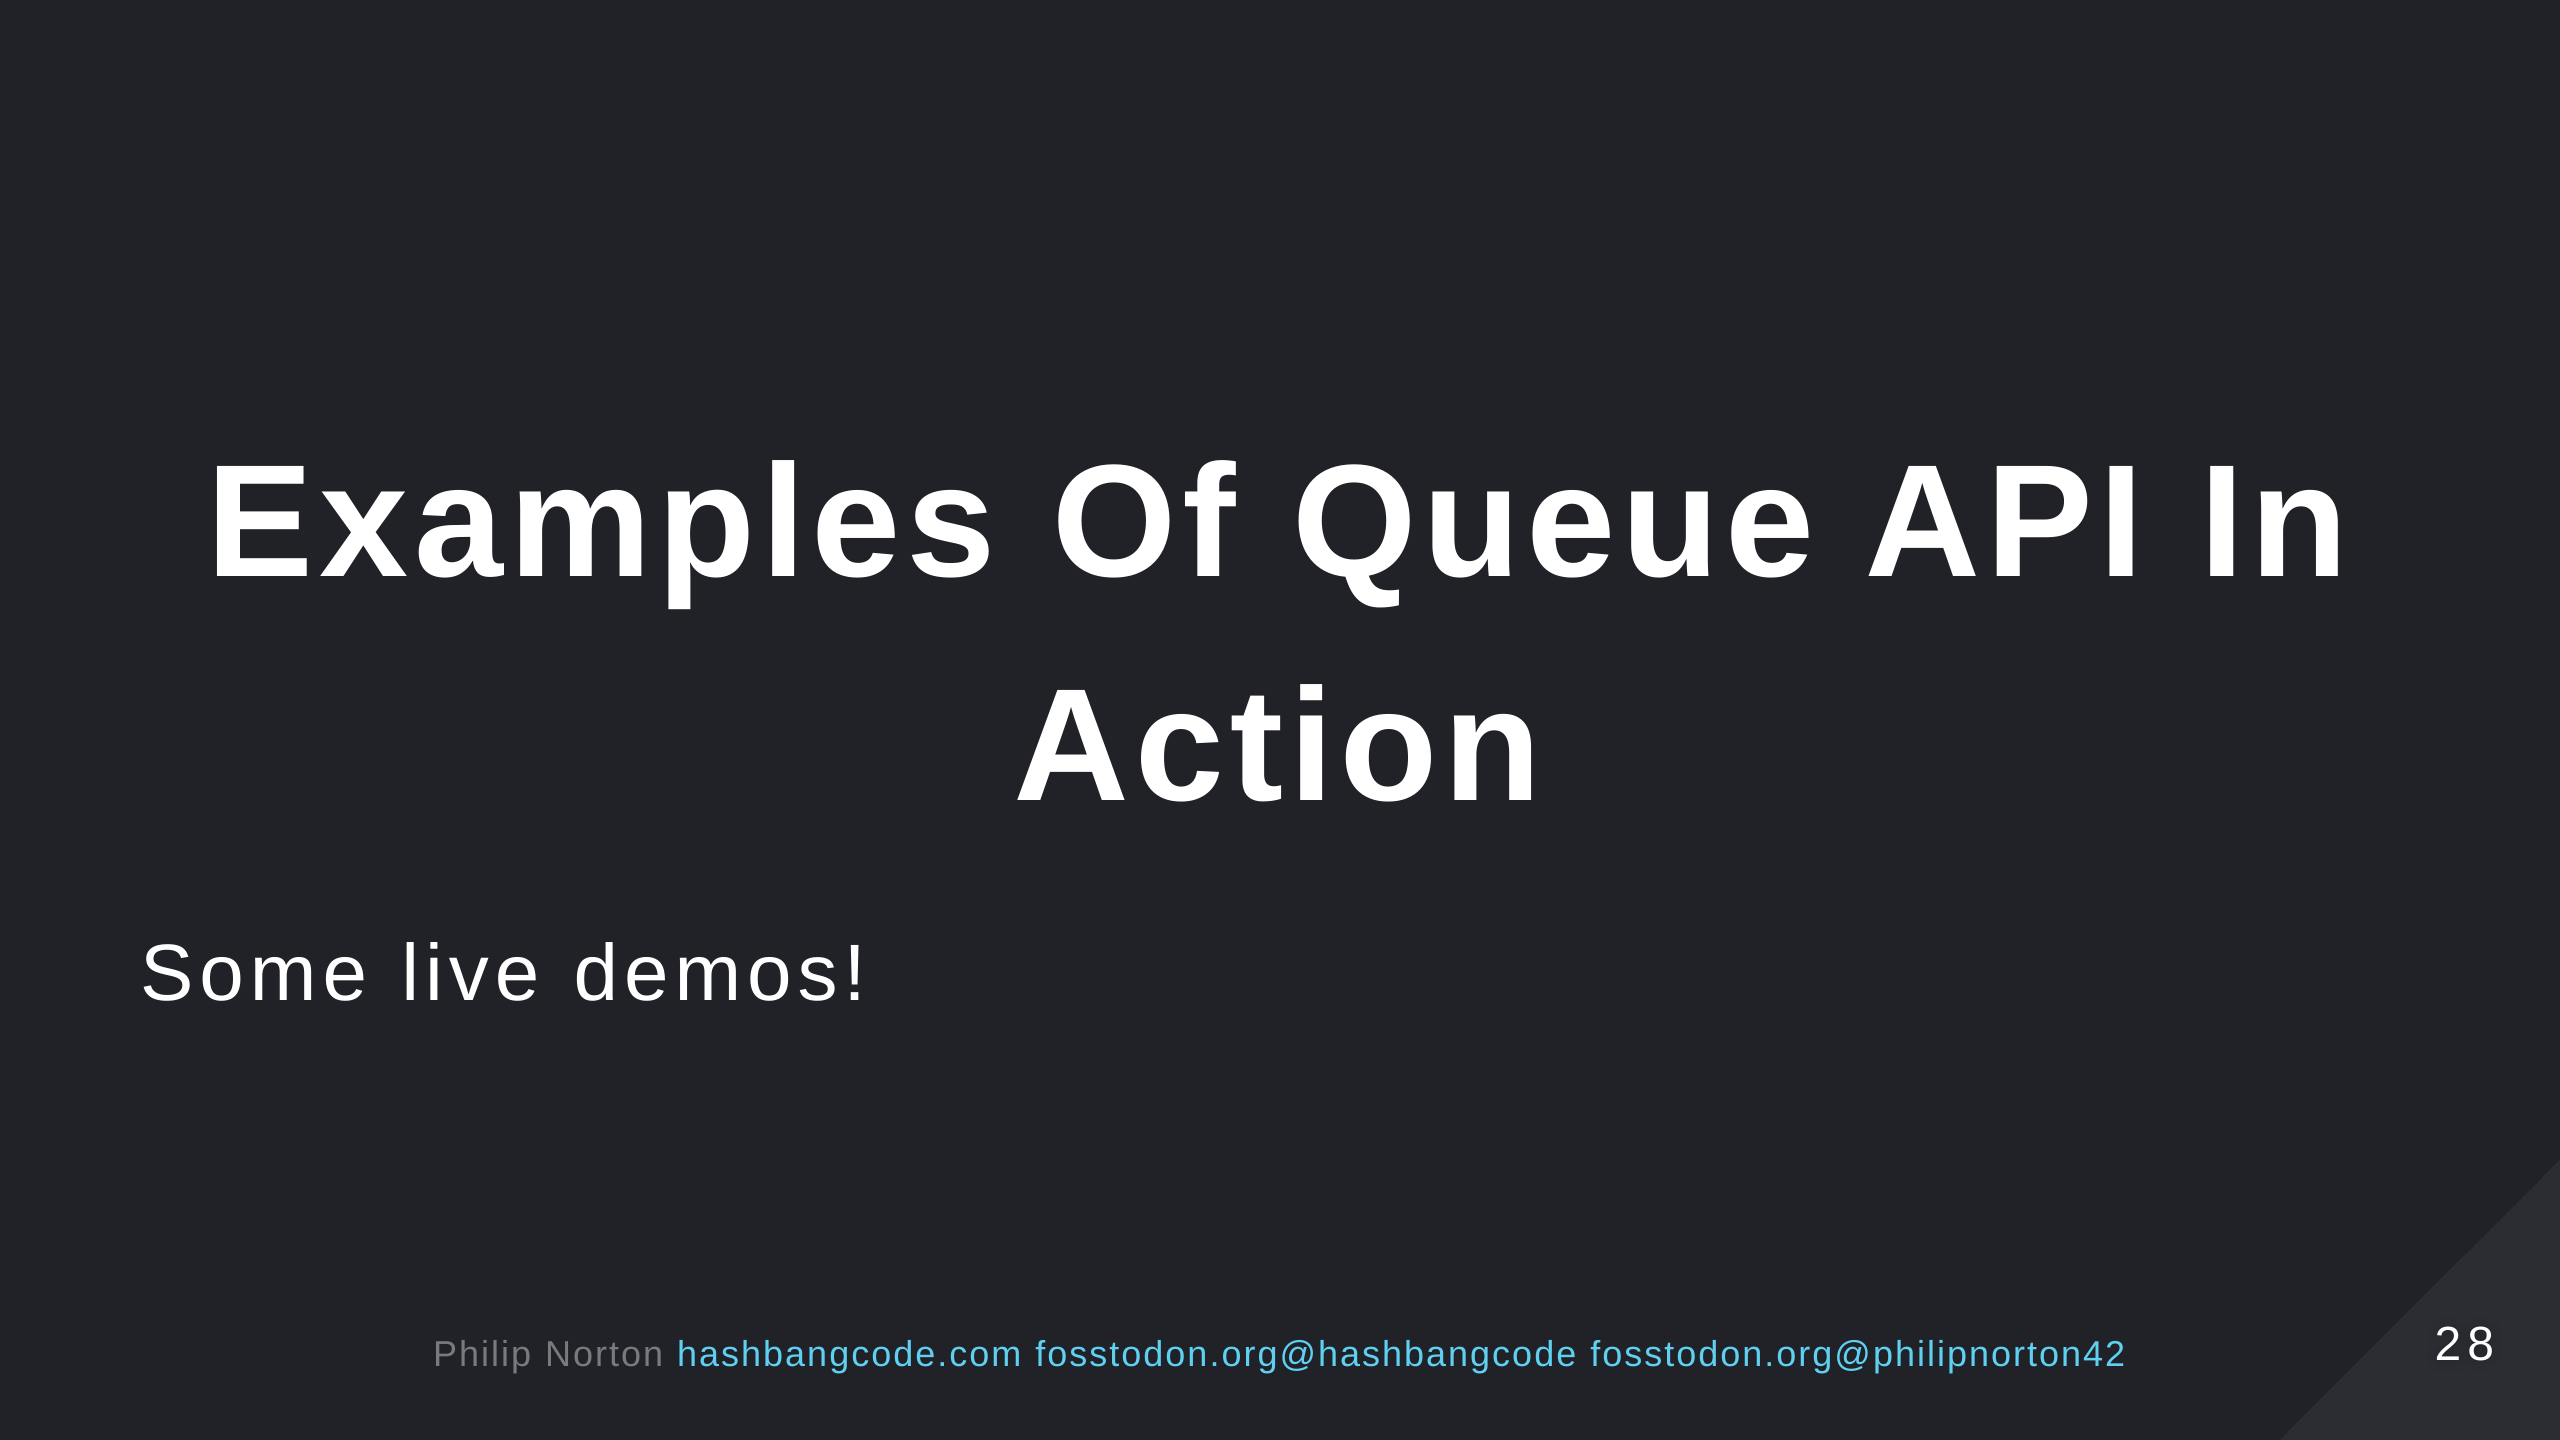 Examples Of Queue API In
Action
Some live demos!
Philip Norton hashbangcode.com fosstodon.org@hashbangcode fosstodon.org@philipnorton42
28